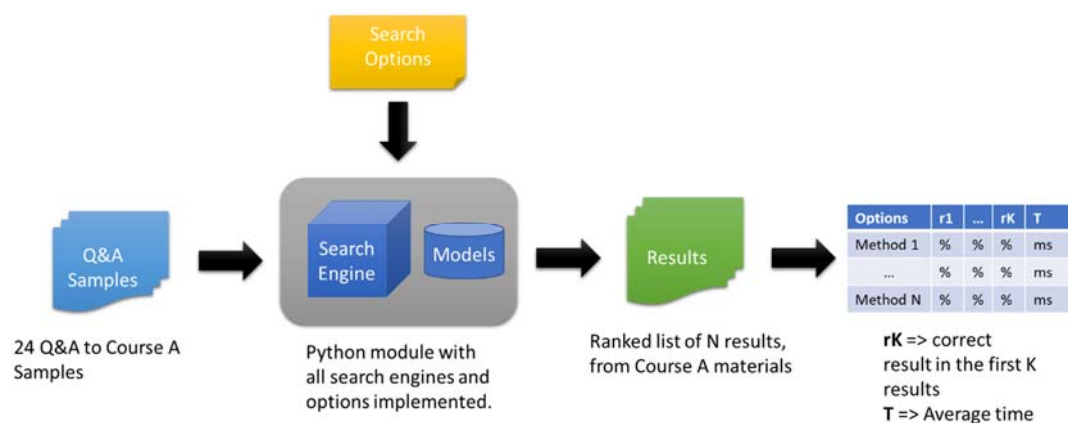 Search
Options
Q&A
Samples
Search
Engine
Models
Results
Options r1 ... rK T
Method 1 % % % ms
... % % % ms
Method N % % % ms
24 Q&A to Course A
Samples
Python module with
all search engines and
options implemented.
Ranked list of N results,
from Course A materials
rK => correct
result in the first K
results
T => Average time